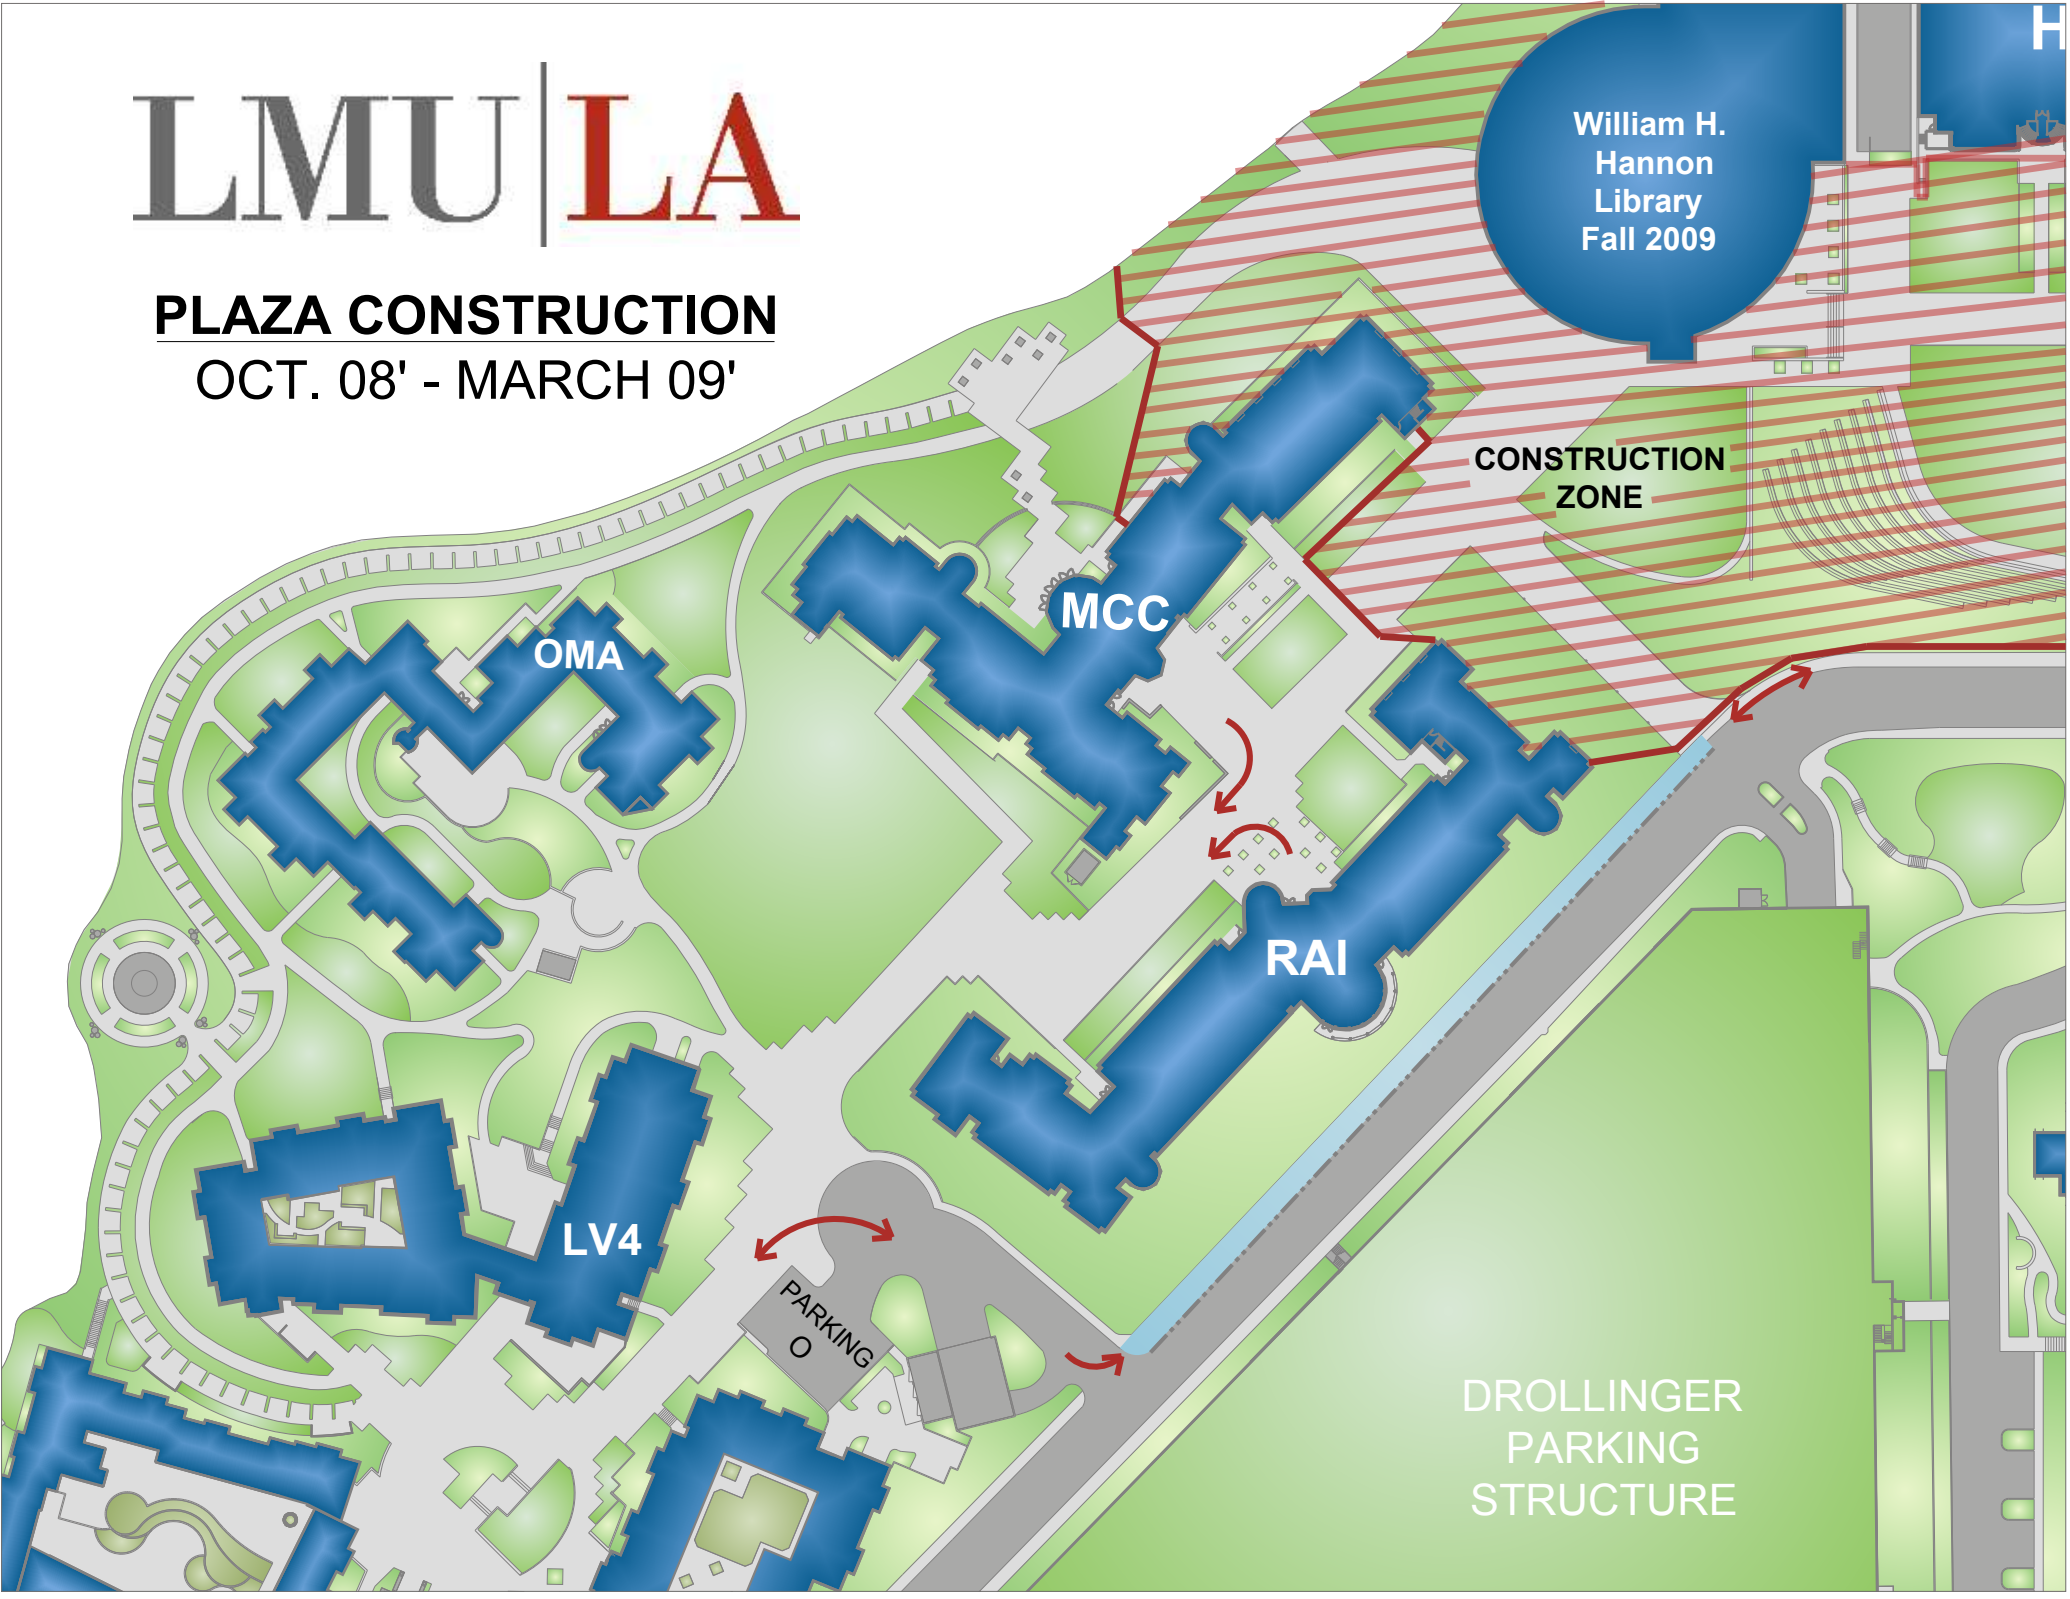 LMU|LA
PLAZA CONSTRUCTION
OCT. 08' - MARCH 09'
William H.
Hannon
Library
Fall 2009
H
CONSTRUCTION
ZONE
MCC
OMA
RAI
LV4
PARKING
O
DROLLINGER
PARKING
STRUCTURE